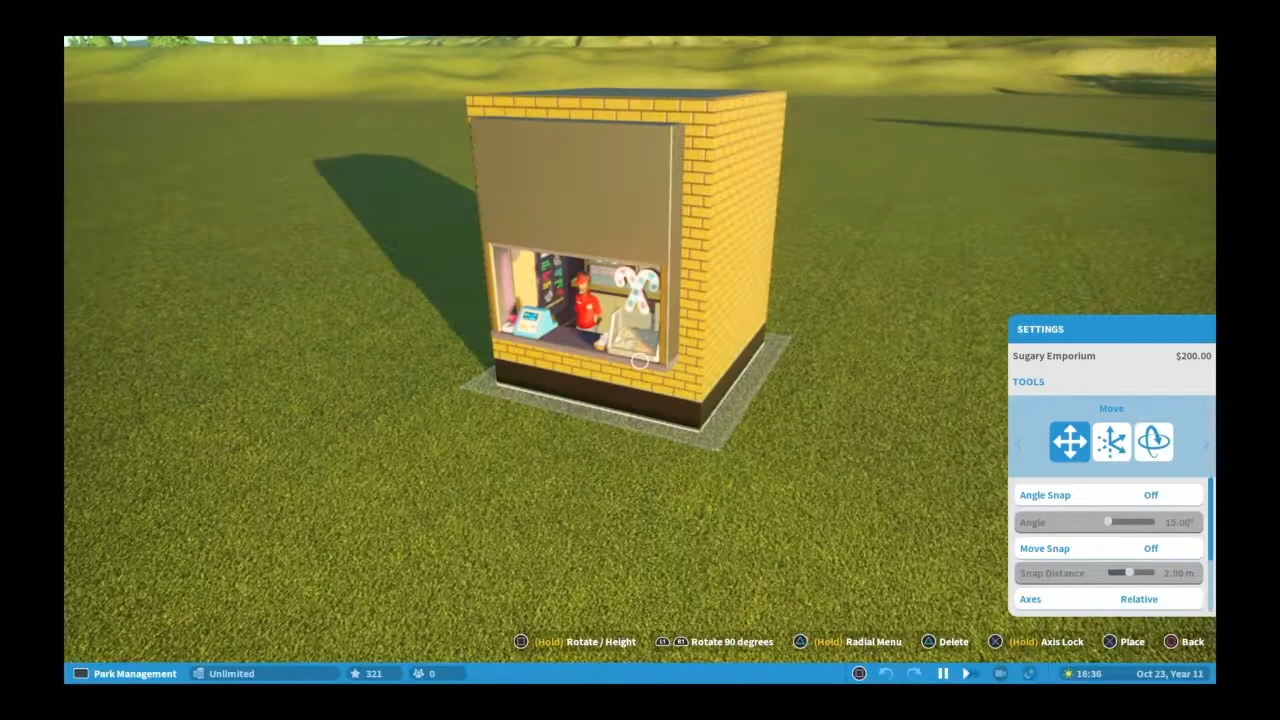 SETTINGS
Sugary Emporium $200.00
TOOLS
Move
Angle Snap Off
Angle 15.00°
Move Snap Off
Snap Distance 2.00 m
Axes Relative
(Hold) Rotate / Height L1 R1 Rotate 90 degrees (Hold) Radial Menu Delete (Hold) Axis Lock Place Back
Park Management Unlimited 321 0 16:36 Oct 23, Year 11